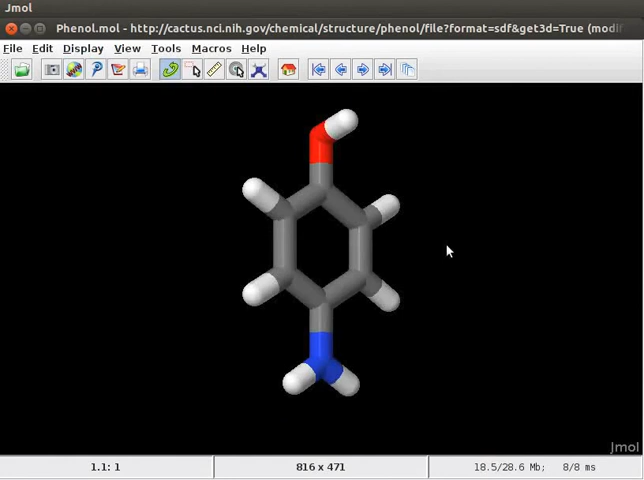 Jmol
Phenol.mol - http://cactus.nci.nih.gov/chemical/structure/phenol/file?format=sdf&get3d=True (modif
File Edit Display View Tools Macros Help
Jmol
1.1: 1 816 x 471 18.5/28.6 Mb; 8/8 ms